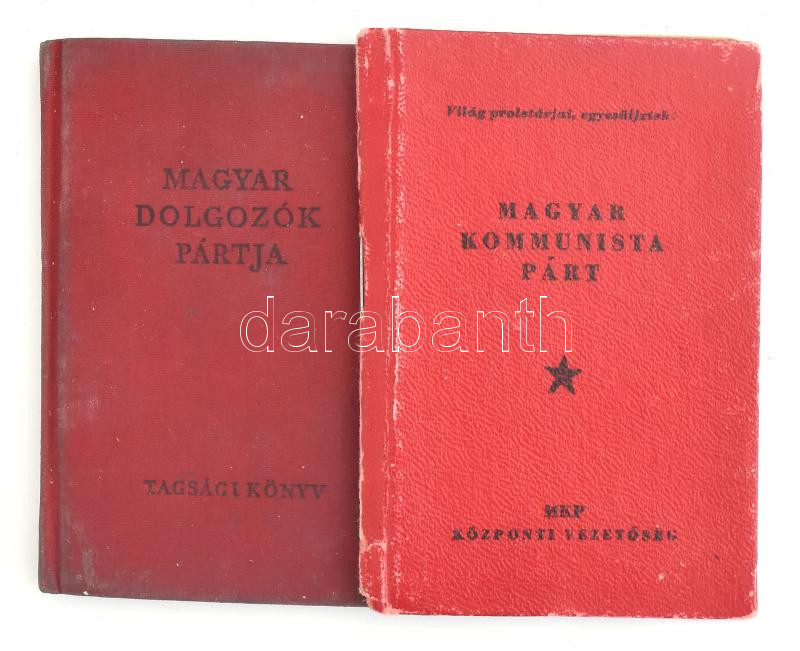 MAGYAR
DOLGOZÓK
PÁRTJA
TAGSÁGI KÖNYV
Világ proletárjai, egyesüljetek!
MAGYAR
KOMMUNISTA
PÁRT
MKP
KÖZPONTI VEZETŐSÉG
darabanth